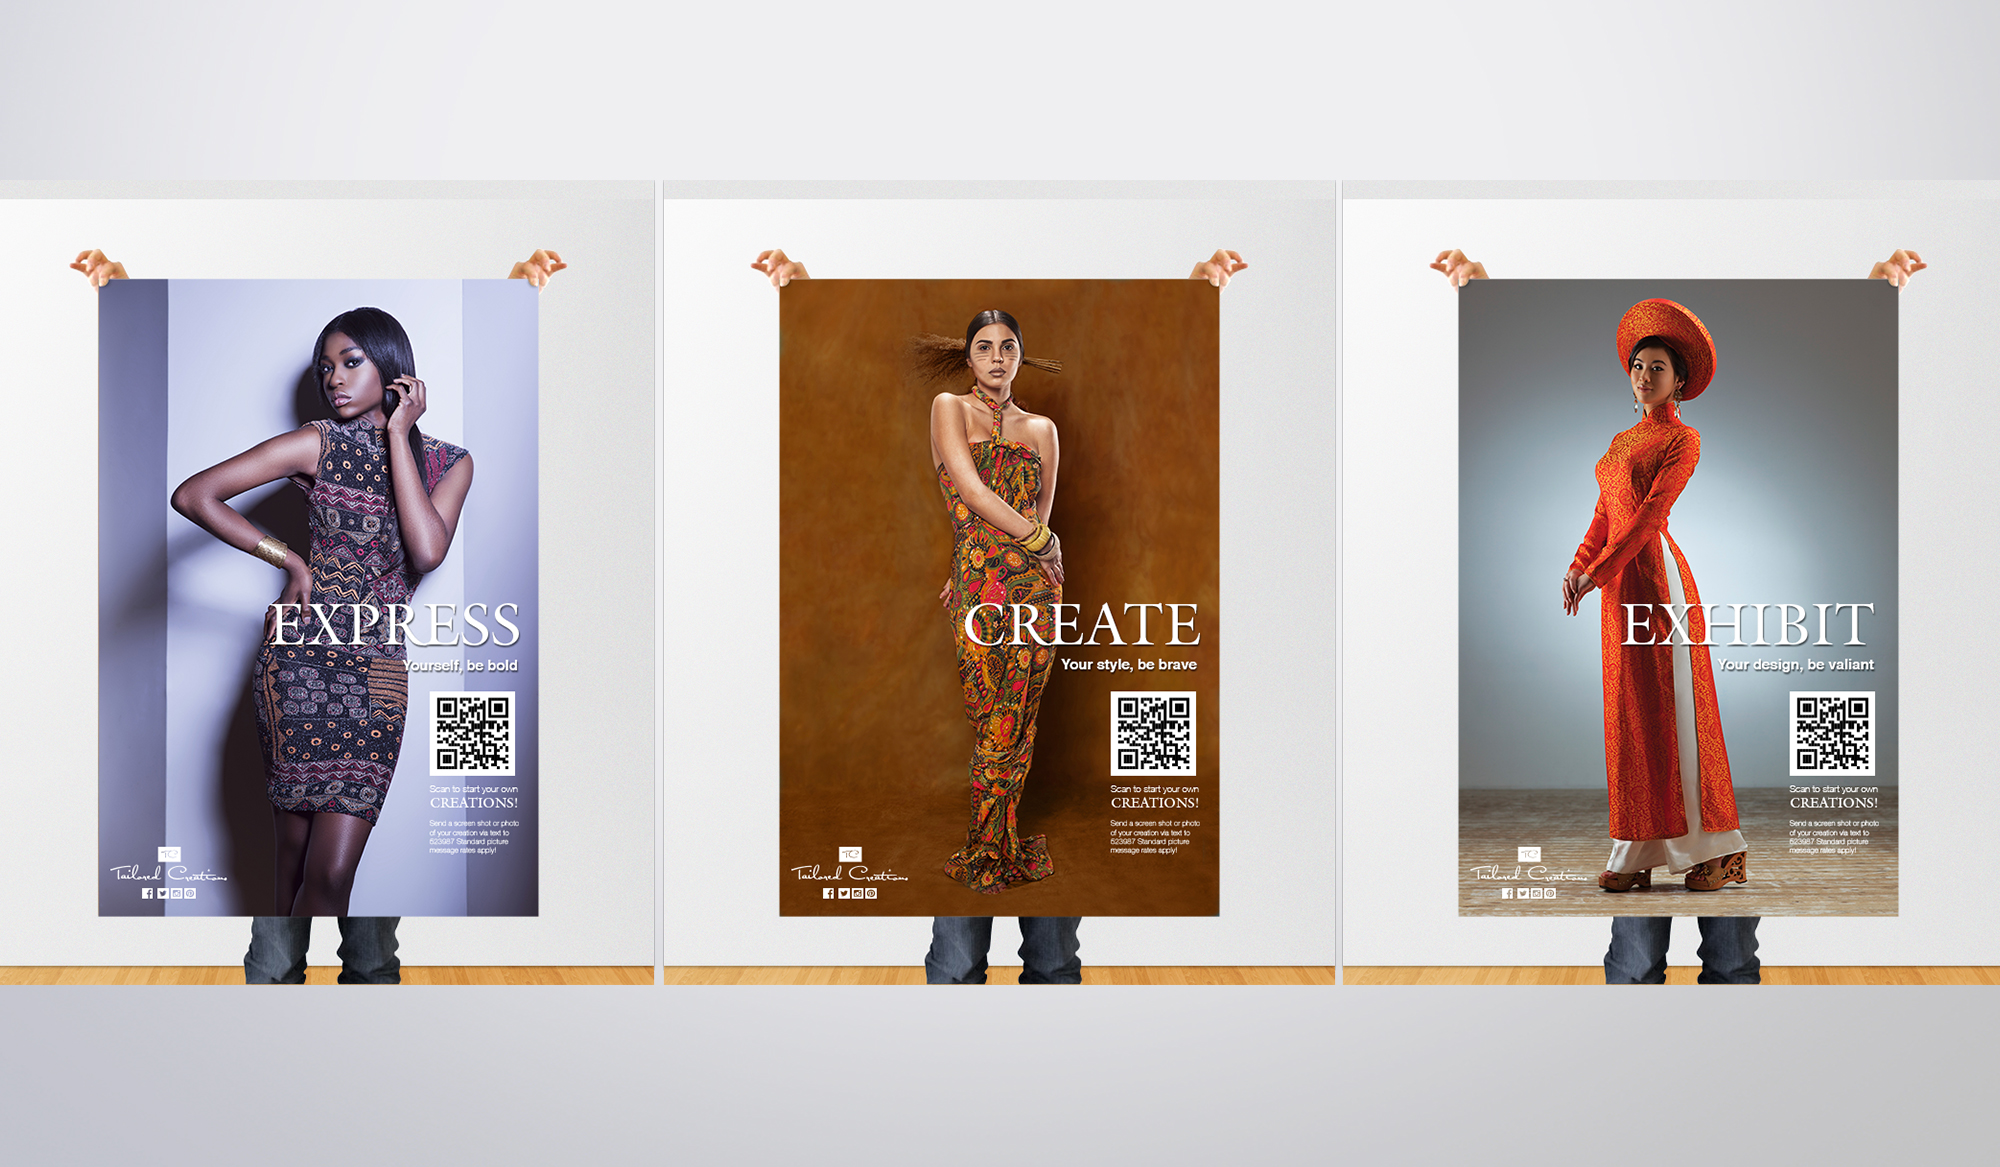 EXPRESS
Yourself, be bold
Scan to start your own
CREATIONS!
Send a screen shot or photo
of your creation via text to
523987 Standard picture
message rates apply!
TC
Tailored Creations
CREATE
Your style, be brave
Scan to start your own
CREATIONS!
Send a screen shot or photo
of your creation via text to
523987 Standard picture
message rates apply!
TC
Tailored Creations
EXHIBIT
Your design, be valiant
Scan to start your own
CREATIONS!
Send a screen shot or photo
of your creation via text to
523987 Standard picture
message rates apply!
TC
Tailored Creations